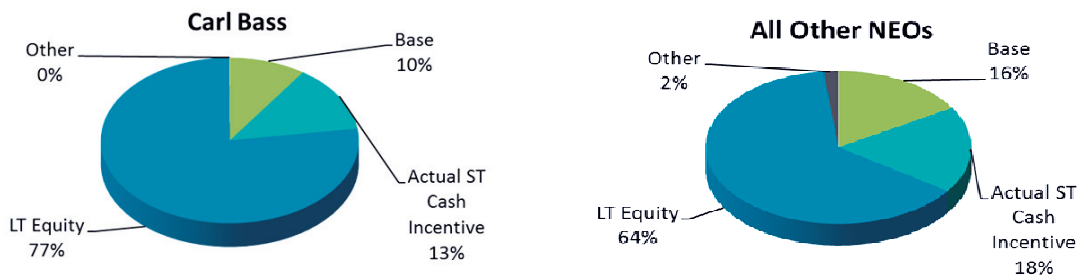 Carl Bass
Other
0%
Base
10%
Actual ST
Cash
Incentive
13%
LT Equity
77%
All Other NEOs
Other
2%
Base
16%
Actual ST
Cash
Incentive
18%
LT Equity
64%